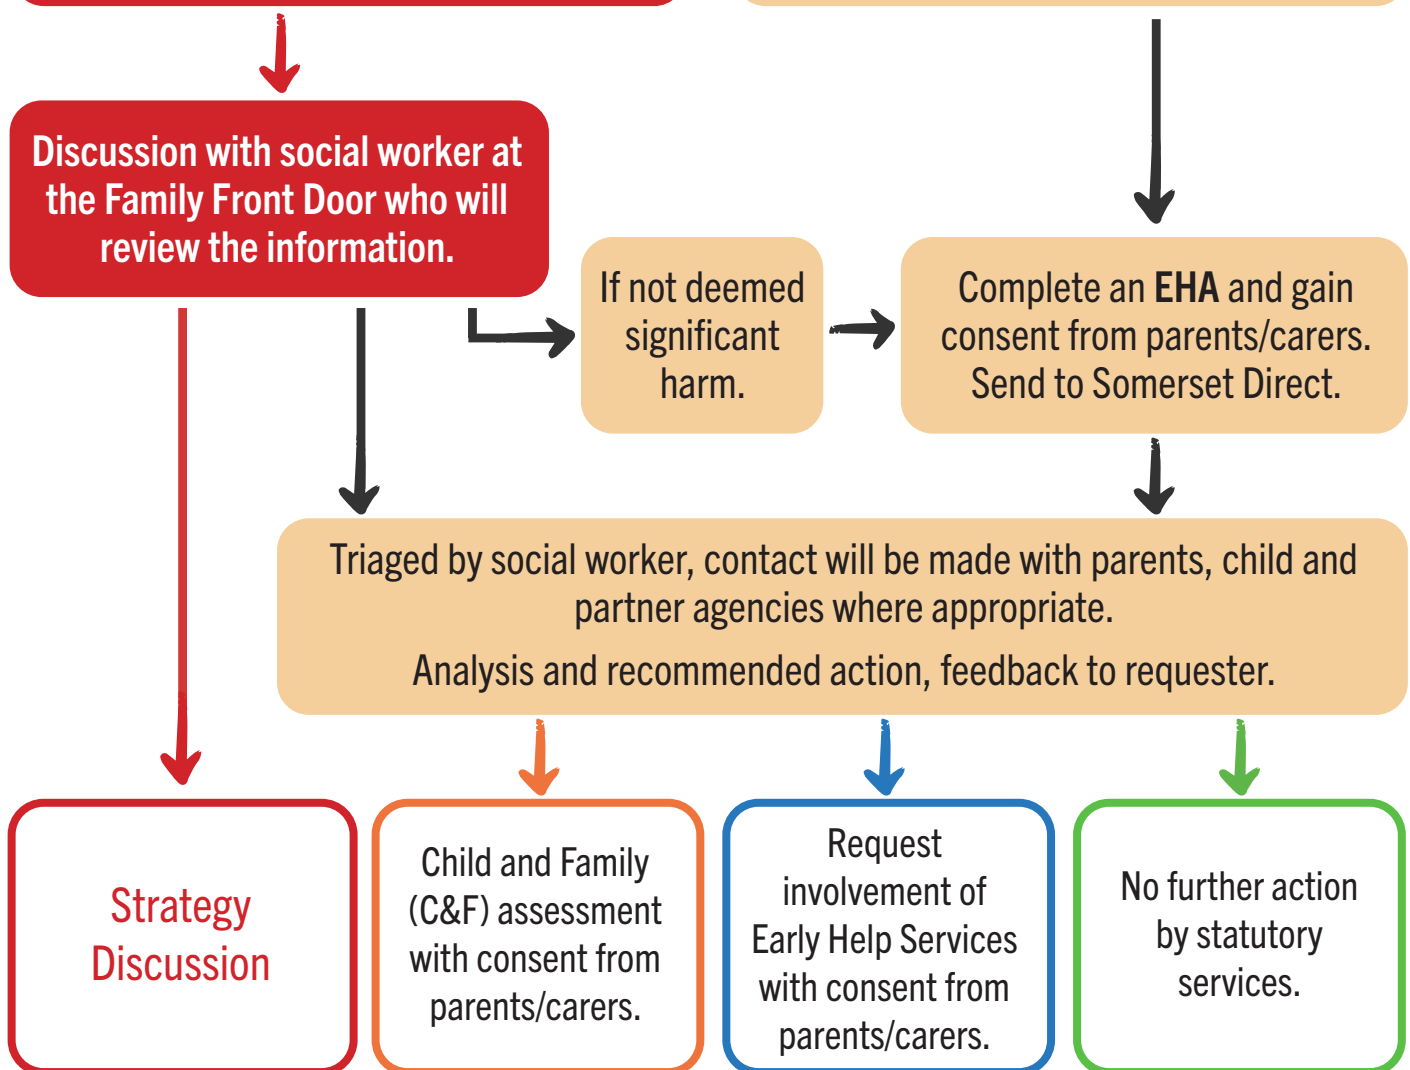 Discussion with social worker at
the Family Front Door who will
review the information.
If not deemed
significant
harm.
Complete an EHA and gain
consent from parents/carers.
Send to Somerset Direct.
Triaged by social worker, contact will be made with parents, child and
partner agencies where appropriate.
Analysis and recommended action, feedback to requester.
Strategy
Discussion
Child and Family
(C&F) assessment
with consent from
parents/carers.
Request
involvement of
Early Help Services
with consent from
parents/carers.
No further action
by statutory
services.